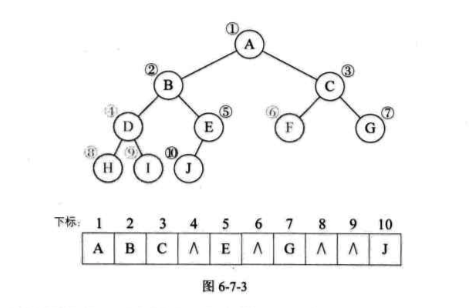 ① A
② B ③ C
④ D ⑤ E ⑥ F ⑦ G
⑧ H ⑨ I ⑩ J
下标: 1 2 3 4 5 6 7 8 9 10
A B C ∧ E ∧ G ∧ ∧ J
图 6-7-3